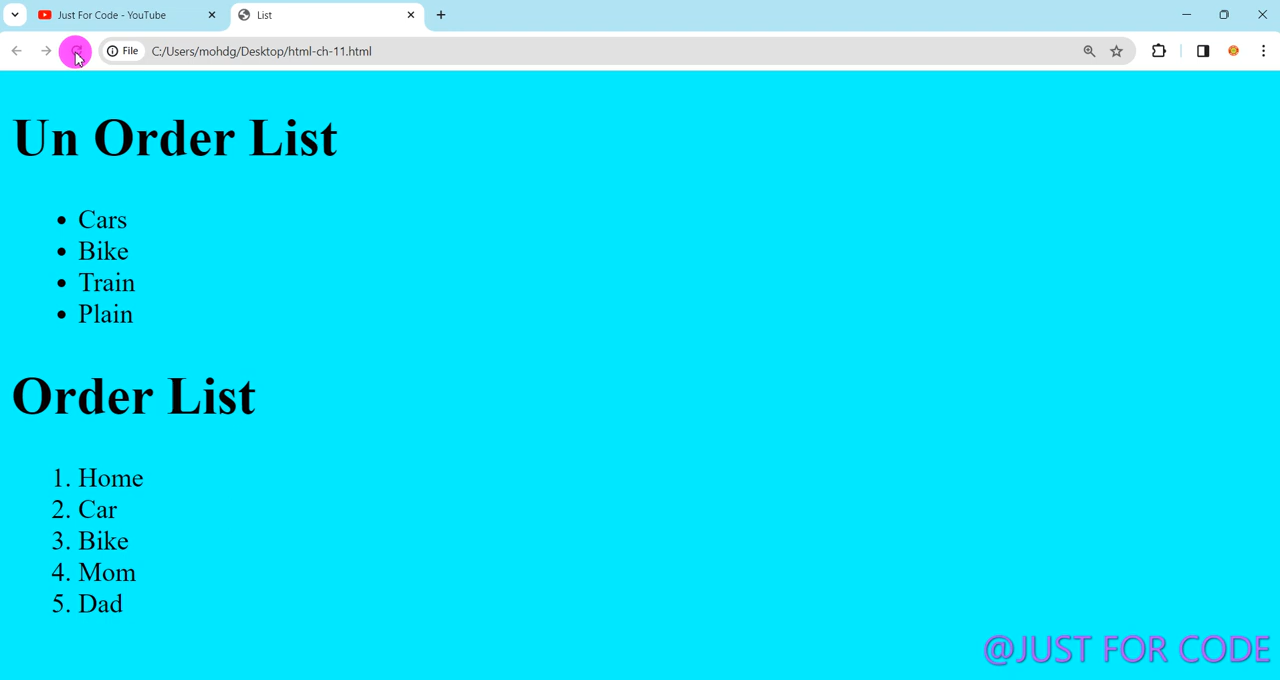 Just For Code - YouTube
List
File
C:/Users/mohdg/Desktop/html-ch-11.html
Un Order List
• Cars
• Bike
• Train
• Plain
Order List
1. Home
2. Car
3. Bike
4. Mom
5. Dad
@JUST FOR CODE